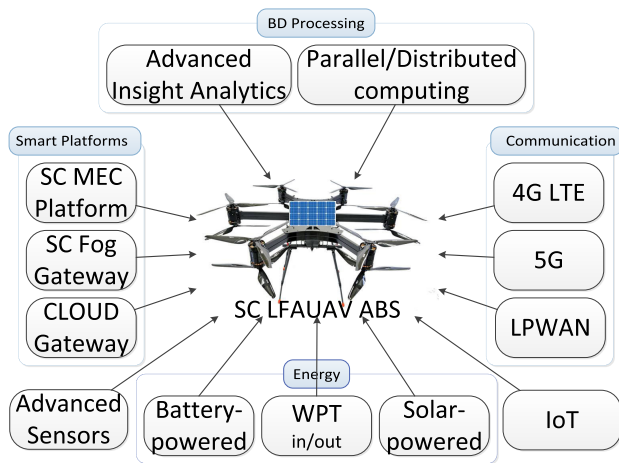 BD Processing
Advanced
Insight Analytics
Parallel/Distributed
computing
Smart Platforms
SC MEC
Platform
SC Fog
Gateway
CLOUD
Gateway
Communication
4G LTE
5G
LPWAN
SC LFAUAV ABS
Energy
Advanced
Sensors
Battery-
powered
WPT
in/out
Solar-
powered
IoT